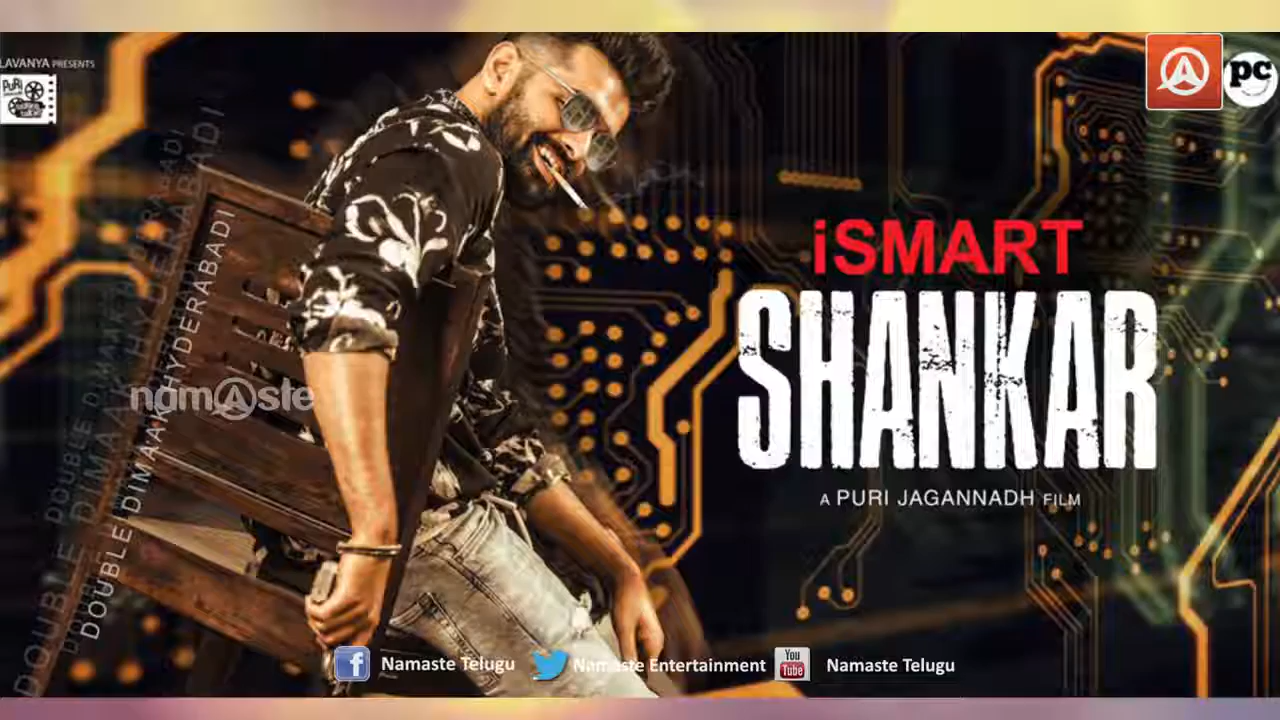 LAVANYA PRESENTS
PURI
pc
DOUBLE DIMAAK HYDERABADI
DOUBLE DIMAAK HYDERABADI
iSMART
SHANKAR
A PURI JAGANNADH FILM
namaste
Namaste Telugu
Namaste Entertainment
You
Tube
Namaste Telugu